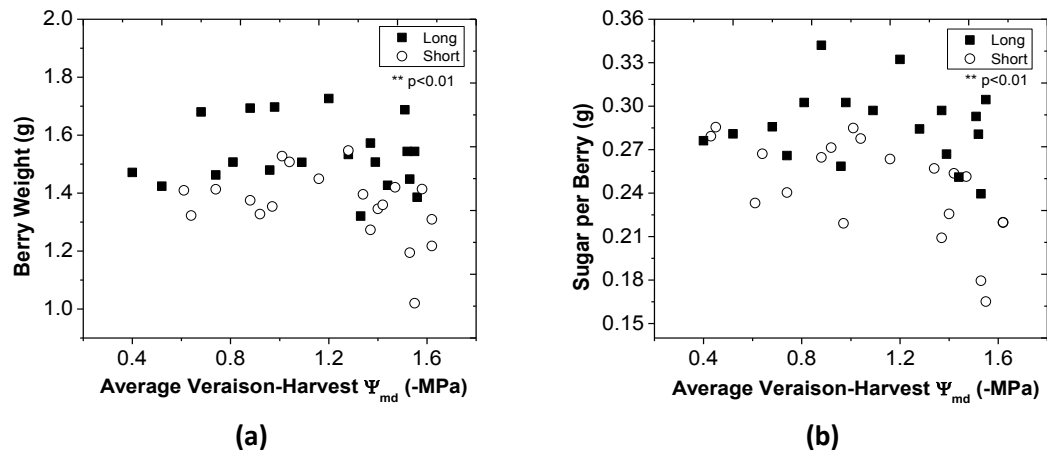 2.0
1.8
1.6
1.4
1.2
1.0
Berry Weight (g)
Long
Short
** p<0.01
0.4 0.8 1.2 1.6
Average Veraison-Harvest Ψmd (-MPa)
(a)
0.36
0.33
0.30
0.27
0.24
0.21
0.18
0.15
Sugar per Berry (g)
Long
Short
** p<0.01
0.4 0.8 1.2 1.6
Average Veraison-Harvest Ψmd (-MPa)
(b)